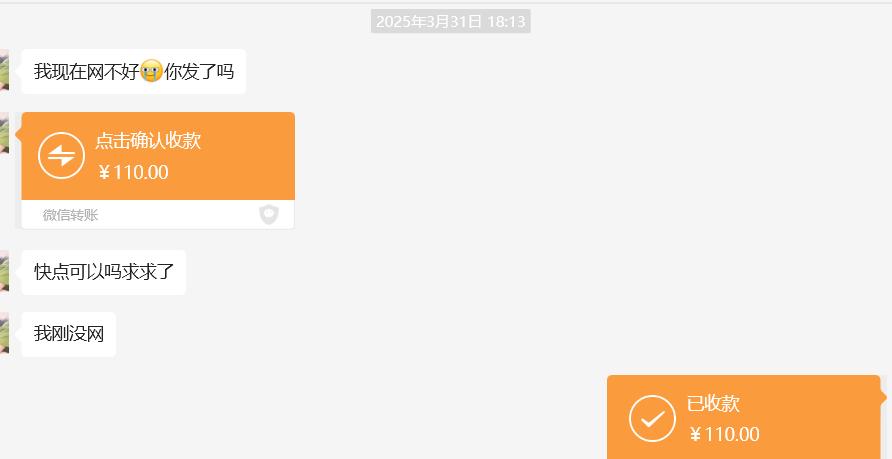 2025年3月31日 18:13
我现在网不好😢你发了吗
点击确认收款
￥110.00
微信转账
快点可以吗求求了
我刚没网
已收款
￥110.00